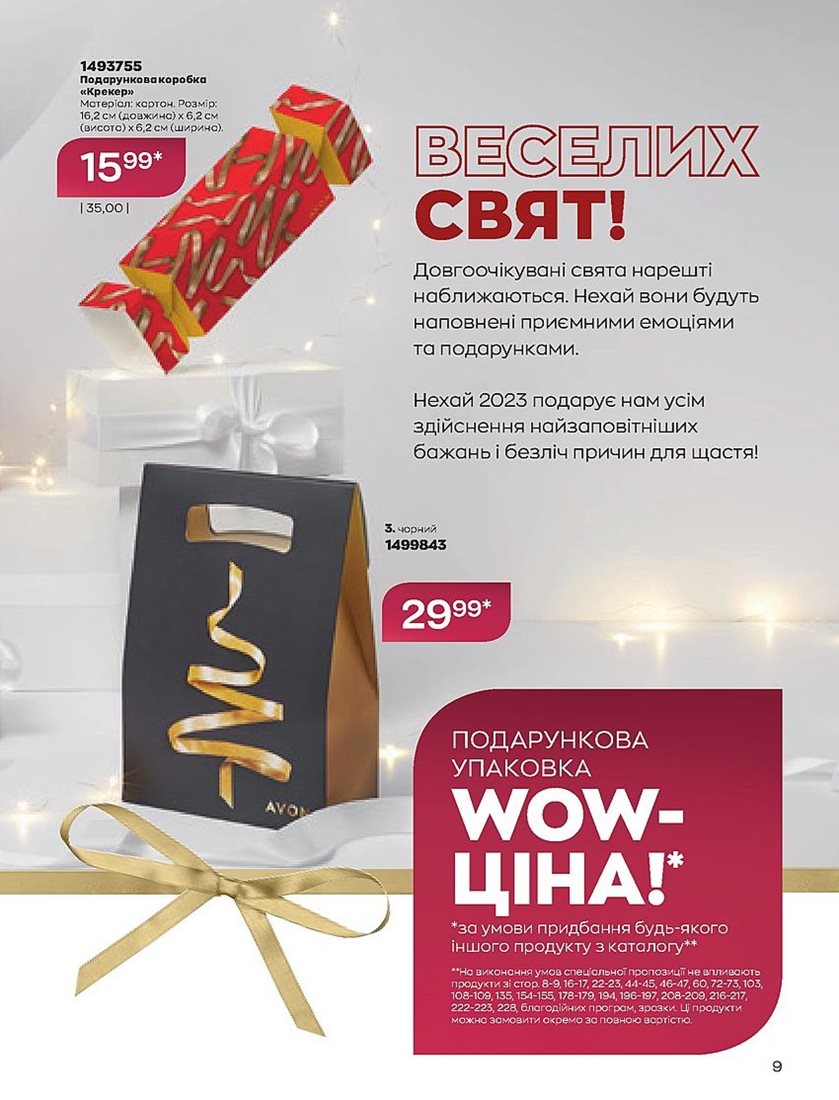 1493755
Подарункова коробка
«Крекер»
Матеріал: картон. Розмір:
16,2 см (довжина) х 6,2 см
(висота) х 6,2 см (ширина).
15 99*
| 35,00 |
AVON
ВЕСЕЛИХ
СВЯТ!
Довгоочікувані свята нарешті
наближаються. Нехай вони будуть
наповнені приємними емоціями
та подарунками.
Нехай 2023 подарує нам усім
здійснення найзаповітніших
бажань і безліч причин для щастя!
3. чорний
1499843
29 99*
AVON
ПОДАРУНКОВА
УПАКОВКА
WOW-
ЦІНА!*
*за умови придбання будь-якого
іншого продукту з каталогу**
**На виконання умов спеціальної пропозиції не впливають
продукти зі стор. 8-9, 16-17, 22-23, 44-45, 46-47, 60, 72-73, 103,
108-109, 135, 154-155, 178-179, 194, 196-197, 208-209, 216-217,
222-223, 228, благодійних програм, зразки. Ці продукти
можна замовити окремо за повною вартістю.
9